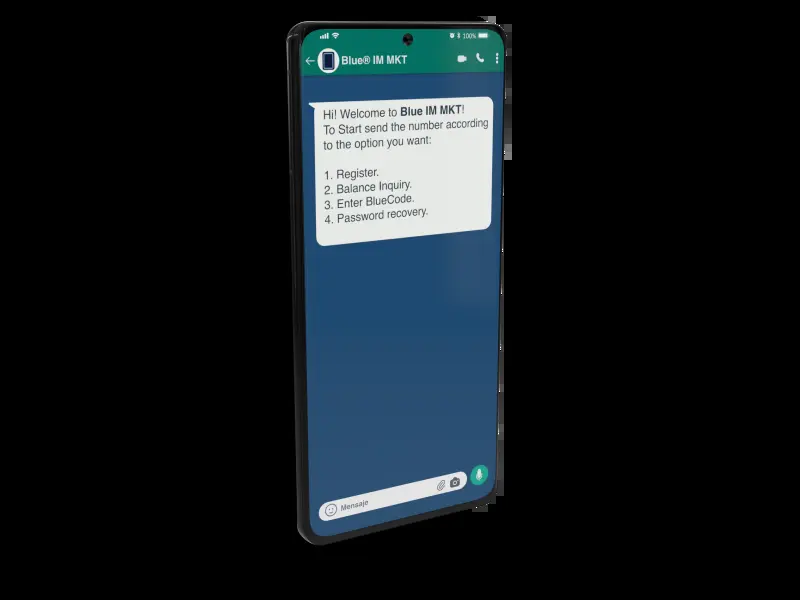 100%
Blue® IM MKT
Hi! Welcome to Blue IM MKT!
To Start send the number according
to the option you want:
1. Register.
2. Balance Inquiry.
3. Enter BlueCode.
4. Password recovery.
Mensaje